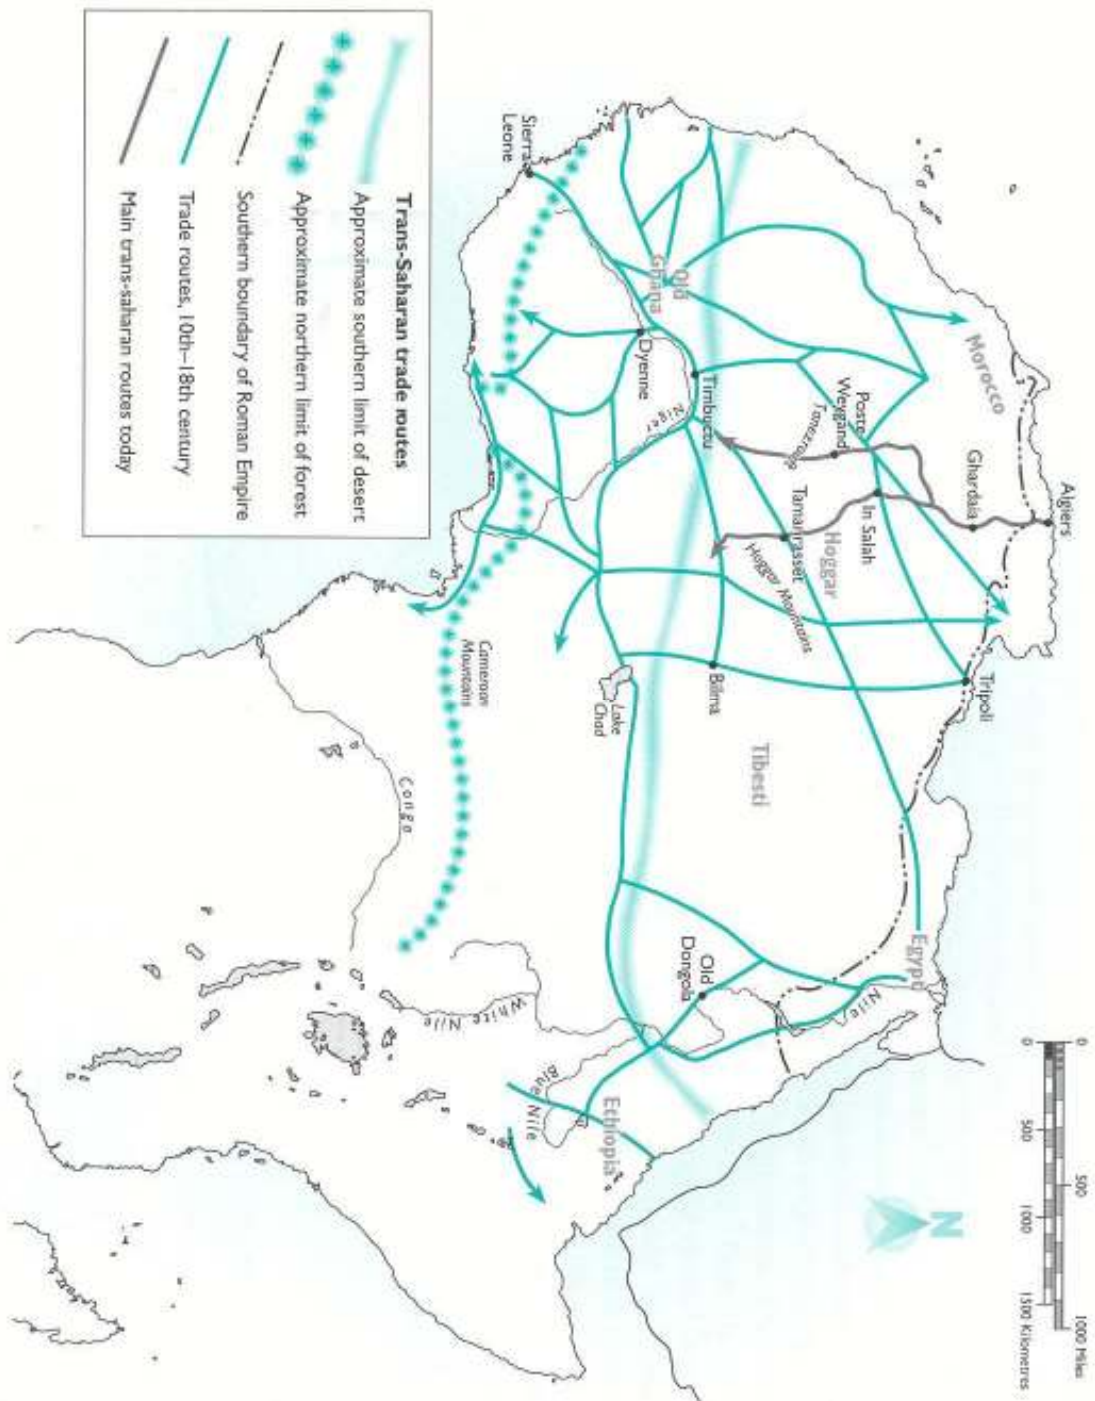 Algiers
Morocco
Ghardaia
Tripoli
Poste
Weygand
In Salah
Tanezrouft
Hoggar
Tamanrasset
Hoggar Mountains
Egypt
Nile
Old
Ghana
Timbuctu
Niger
Dyenne
Bilma
Tibesti
Old
Dongola
Lake
Chad
Sierra
Leone
Cameroon
Mountains
Congo
White Nile
Blue Nile
Ethiopia
N
0
500
1000 Miles
0
500
1000
1500 Kilometres
Trans-Saharan trade routes
Approximate southern limit of desert
Approximate northern limit of forest
Southern boundary of Roman Empire
Trade routes, 10th–18th century
Main trans-saharan routes today